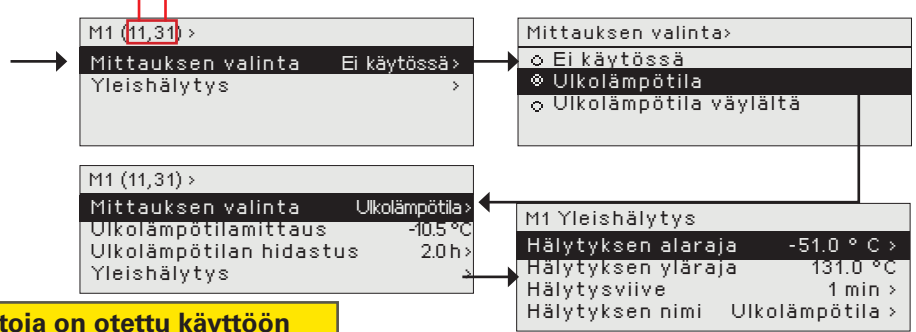 M1 (11,31) >
Mittauksen valinta Ei käytössä >
Yleishälytys >
Mittauksen valinta>
Ei käytössä
Ulkolämpötila
Ulkolämpötila väylältä
M1 (11,31) >
Mittauksen valinta Ulkolämpötila >
Ulkolämpötilamittaus -10.5 °C
Ulkolämpötilan hidastus 2.0 h >
Yleishälytys >
M1 Yleishälytys
Hälytyksen alaraja -51.0 ° C >
Hälytyksen yläraja 131.0 °C
Hälytysviive 1 min >
Hälytyksen nimi Ulkolämpötila >
toja on otettu käyttöön